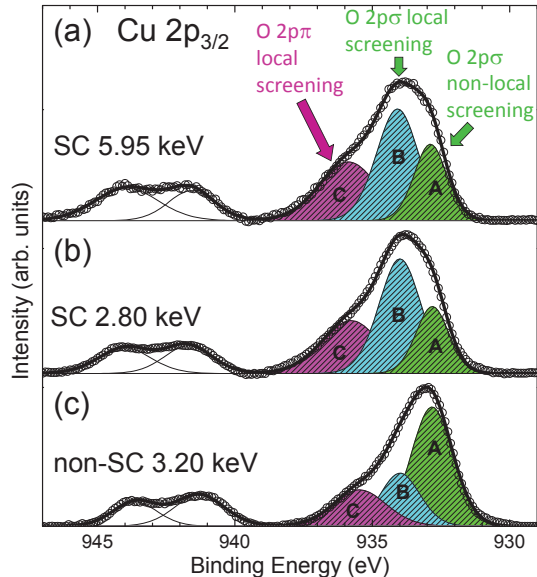 (a) Cu 2p3/2
O 2pπ
local
screening
O 2pσ local
screening
O 2pσ
non-local
screening
SC 5.95 keV
C
B
A
(b)
SC 2.80 keV
C
B
A
(c)
non-SC 3.20 keV
C
B
A
Intensity (arb. units)
945 940 935 930
Binding Energy (eV)